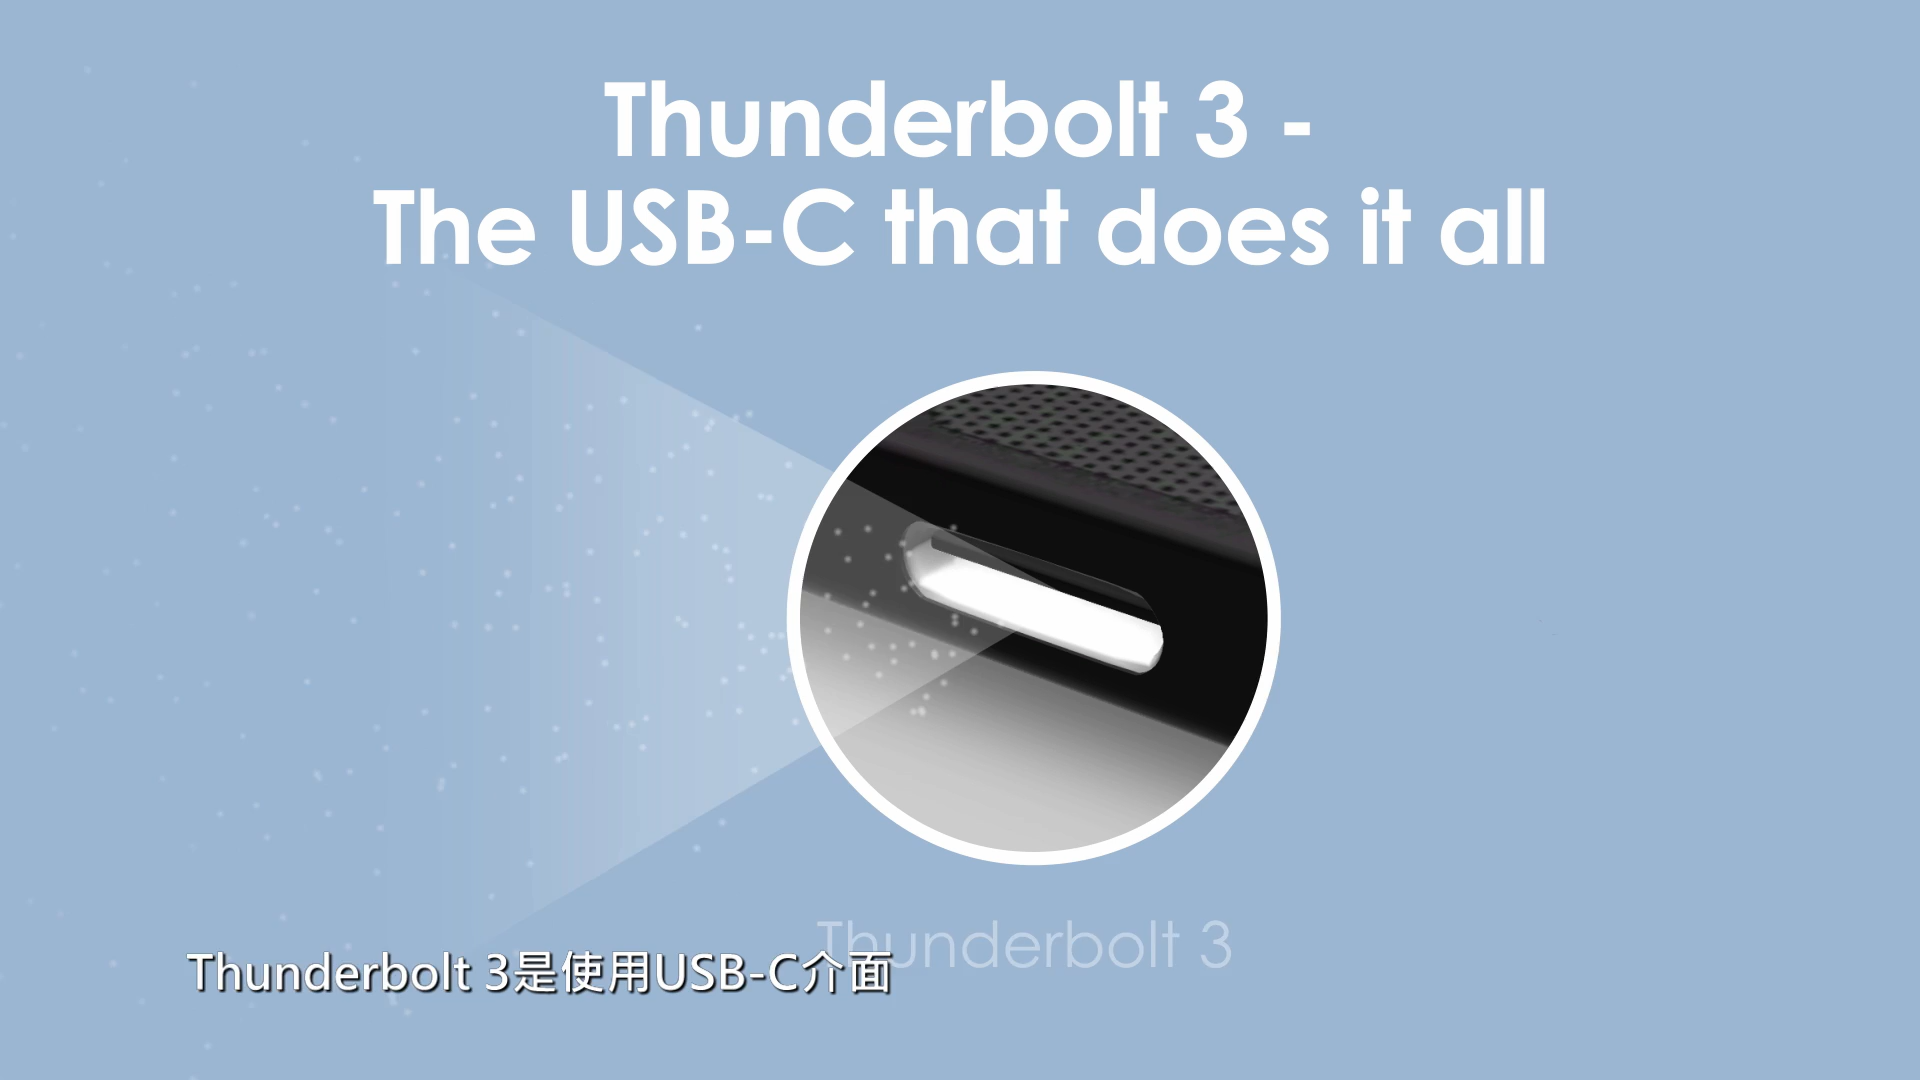 Thunderbolt 3 -
The USB-C that does it all
Thunderbolt 3
Thunderbolt 3是使用USB-C介面